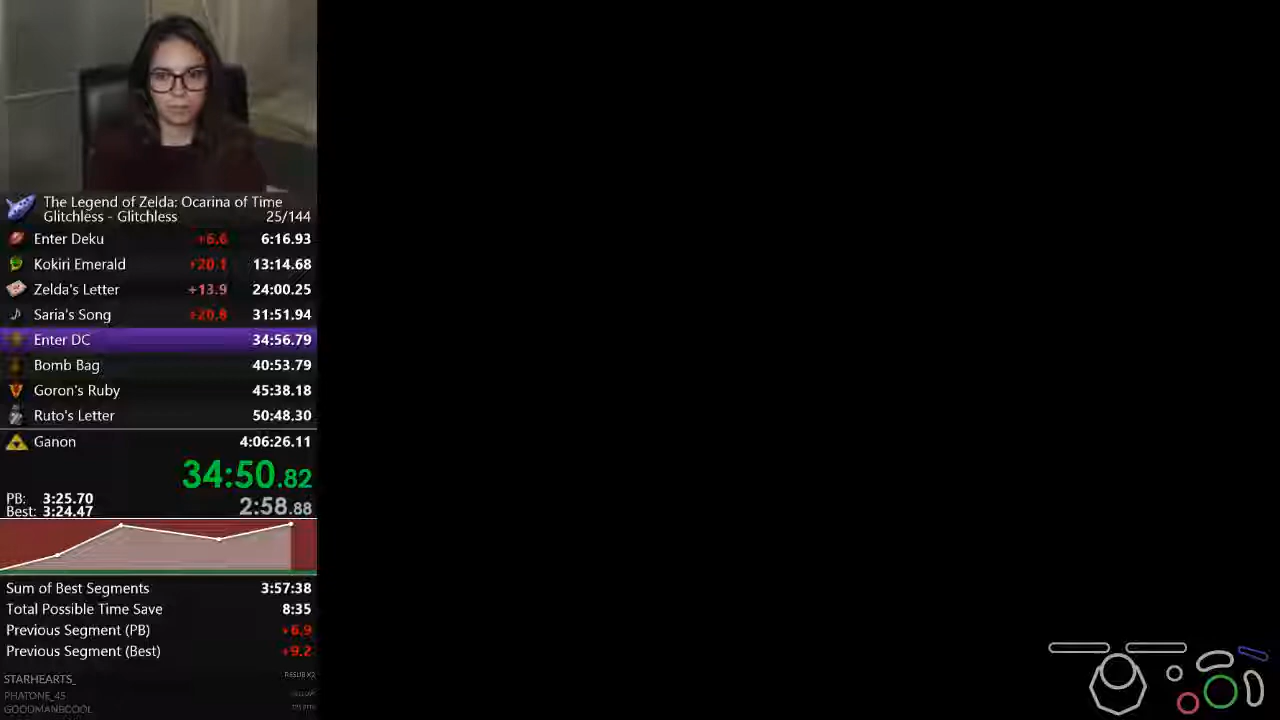 The Legend of Zelda: Ocarina of Time
Glitchless - Glitchless 25/144
Enter Deku +6.6 6:16.93
Kokiri Emerald +20.1 13:14.68
Zelda's Letter +13.9 24:00.25
Saria's Song +20.8 31:51.94
Enter DC 34:56.79
Bomb Bag 40:53.79
Goron's Ruby 45:38.18
Ruto's Letter 50:48.30
Ganon 4:06:26.11
34:50.82
PB: 3:25.70
Best: 3:24.47 2:58.88
Sum of Best Segments 3:57:38
Total Possible Time Save 8:35
Previous Segment (PB) +6.9
Previous Segment (Best) +9.2
STARHEARTS_ RESUB X2
PHATONE_45
GOODMANBCOOL